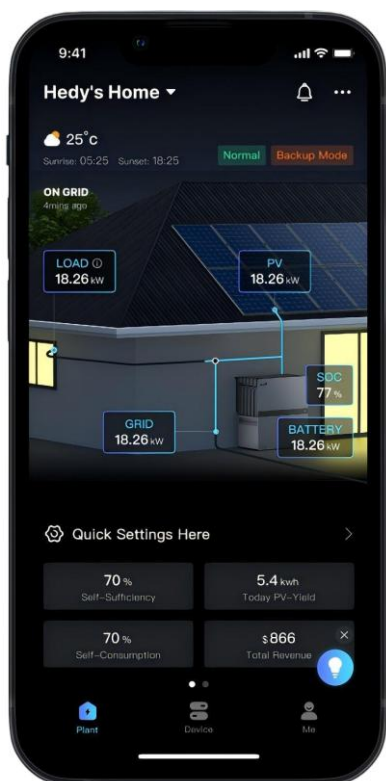 9:41
Hedy's Home
25°c
Sunrise: 05:25 Sunset: 18:25
Normal
Backup Mode
ON GRID
4mins ago
LOAD
18.26 kW
PV
18.26 kW
SOC
77 %
GRID
18.26 kW
BATTERY
18.26 kW
Quick Settings Here
70 %
Self-Sufficiency
5.4 kwh
Today PV-Yield
70 %
Self-Consumption
$ 866
Total Revenue
Plant
Device
Me